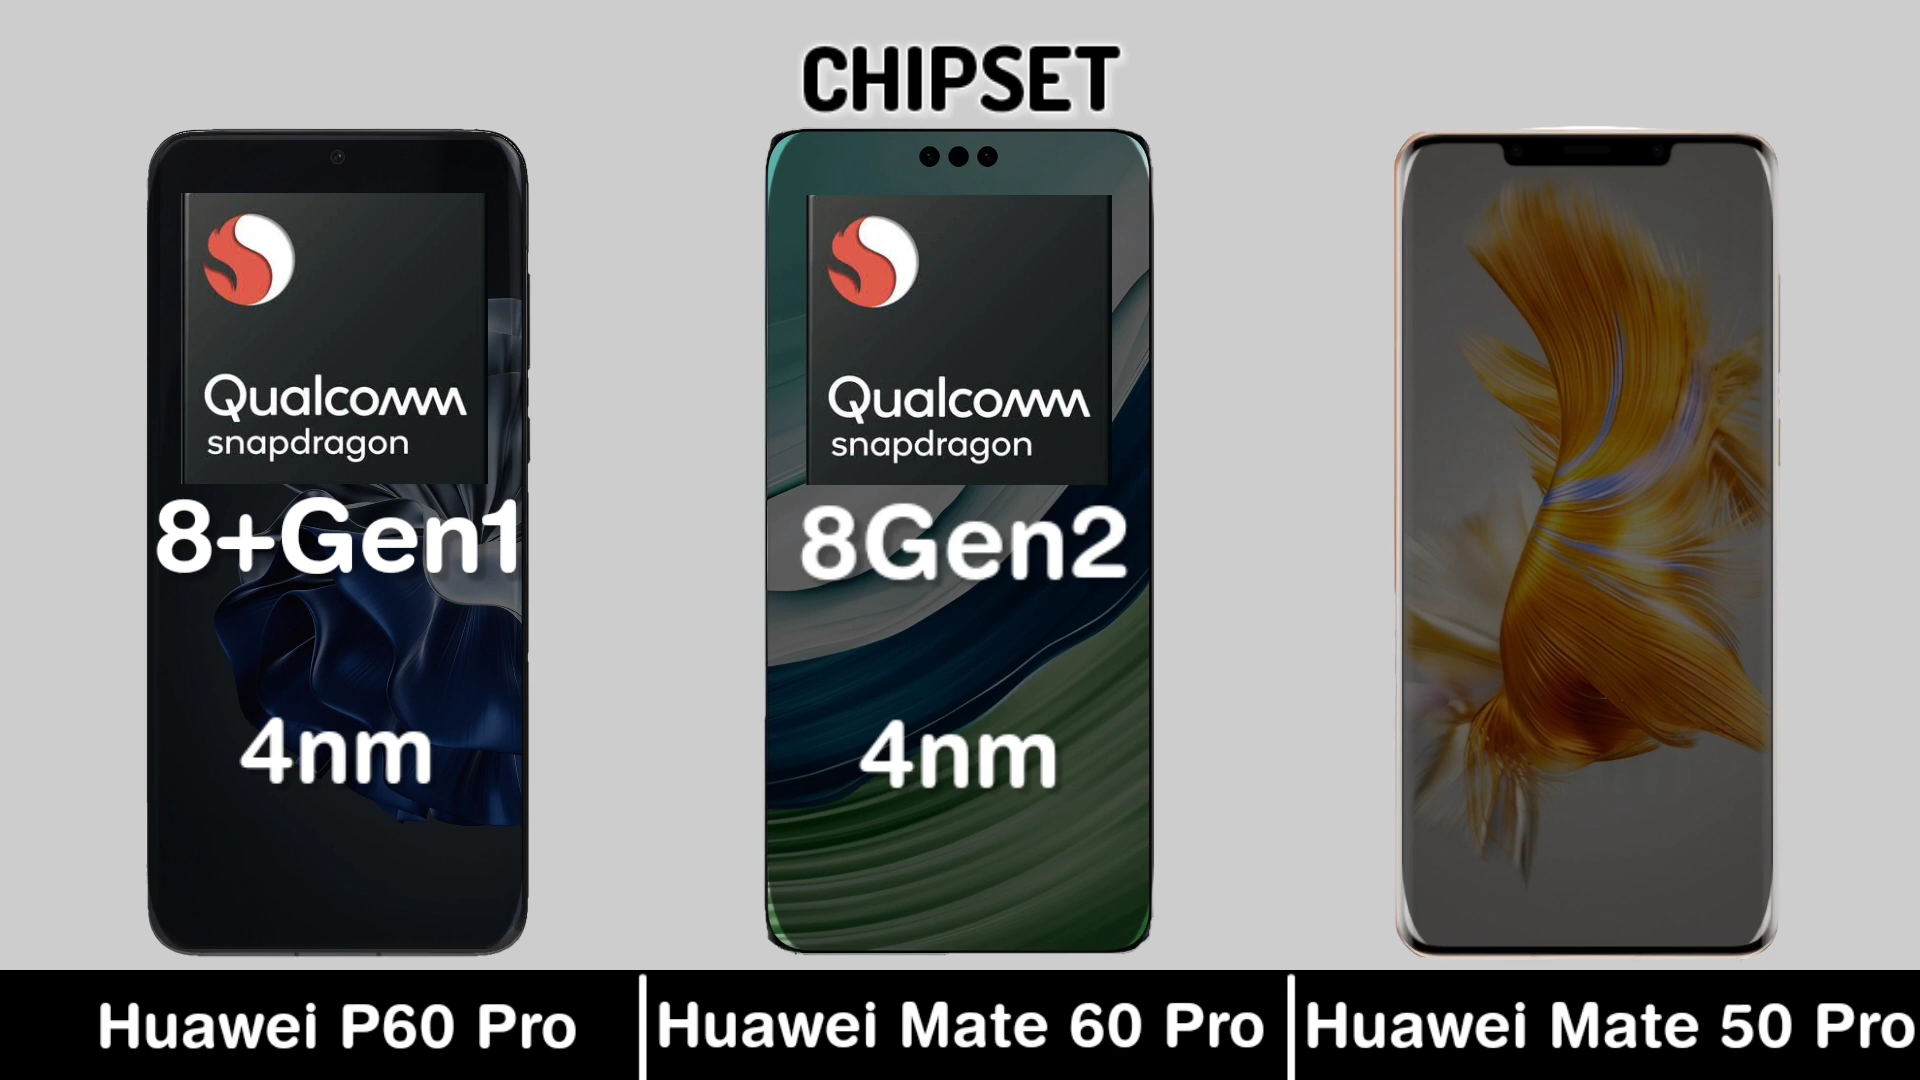 CHIPSET
Qualcomm
snapdragon
8+Gen1
4nm
Qualcomm
snapdragon
8Gen2
4nm
Huawei P60 Pro
Huawei Mate 60 Pro
Huawei Mate 50 Pro